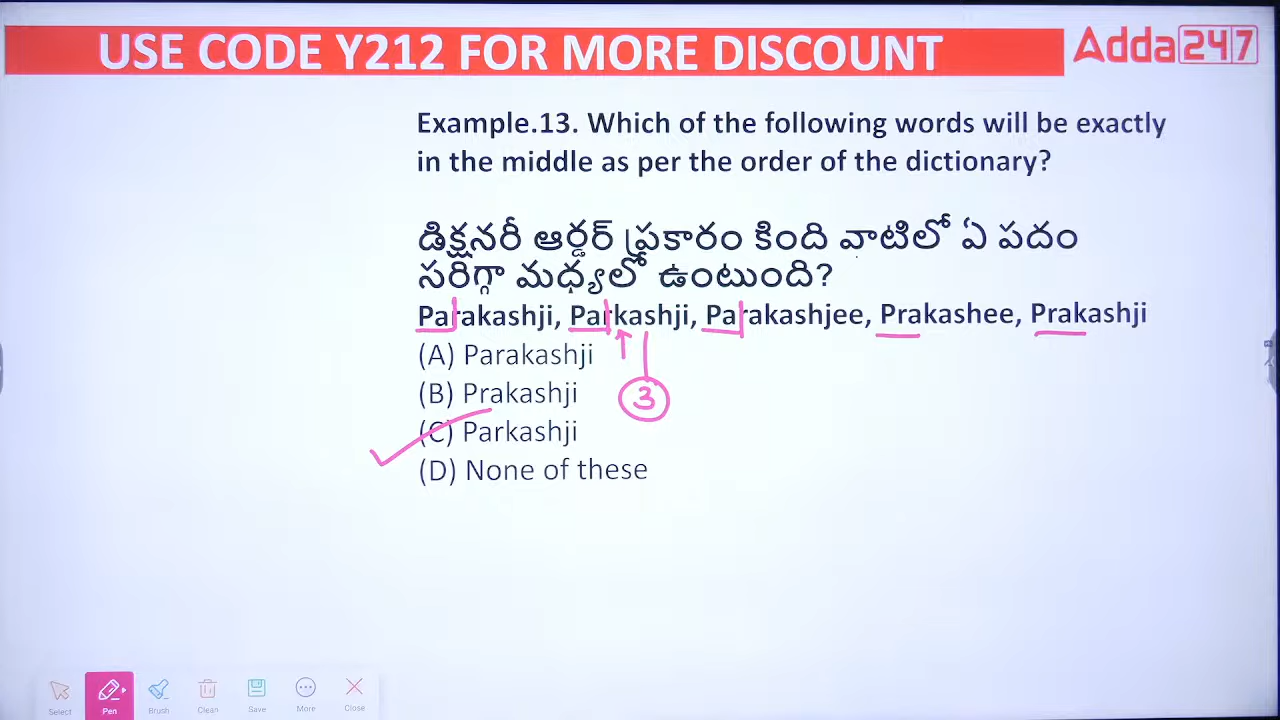 USE CODE Y212 FOR MORE DISCOUNT
Adda247
Example.13. Which of the following words will be exactly
in the middle as per the order of the dictionary?
డిక్షనరీ ఆర్డర్ ప్రకారం కింది వాటిలో ఏ పదం
సరిగ్గా మధ్యలో ఉంటుంది?
Parakashji, Parkashji, Parakashjee, Prakashee, Prakashji
(A) Parakashji
(B) Prakashji
3
(C) Parkashji
(D) None of these
Select Pen Brush Clean Save More Close